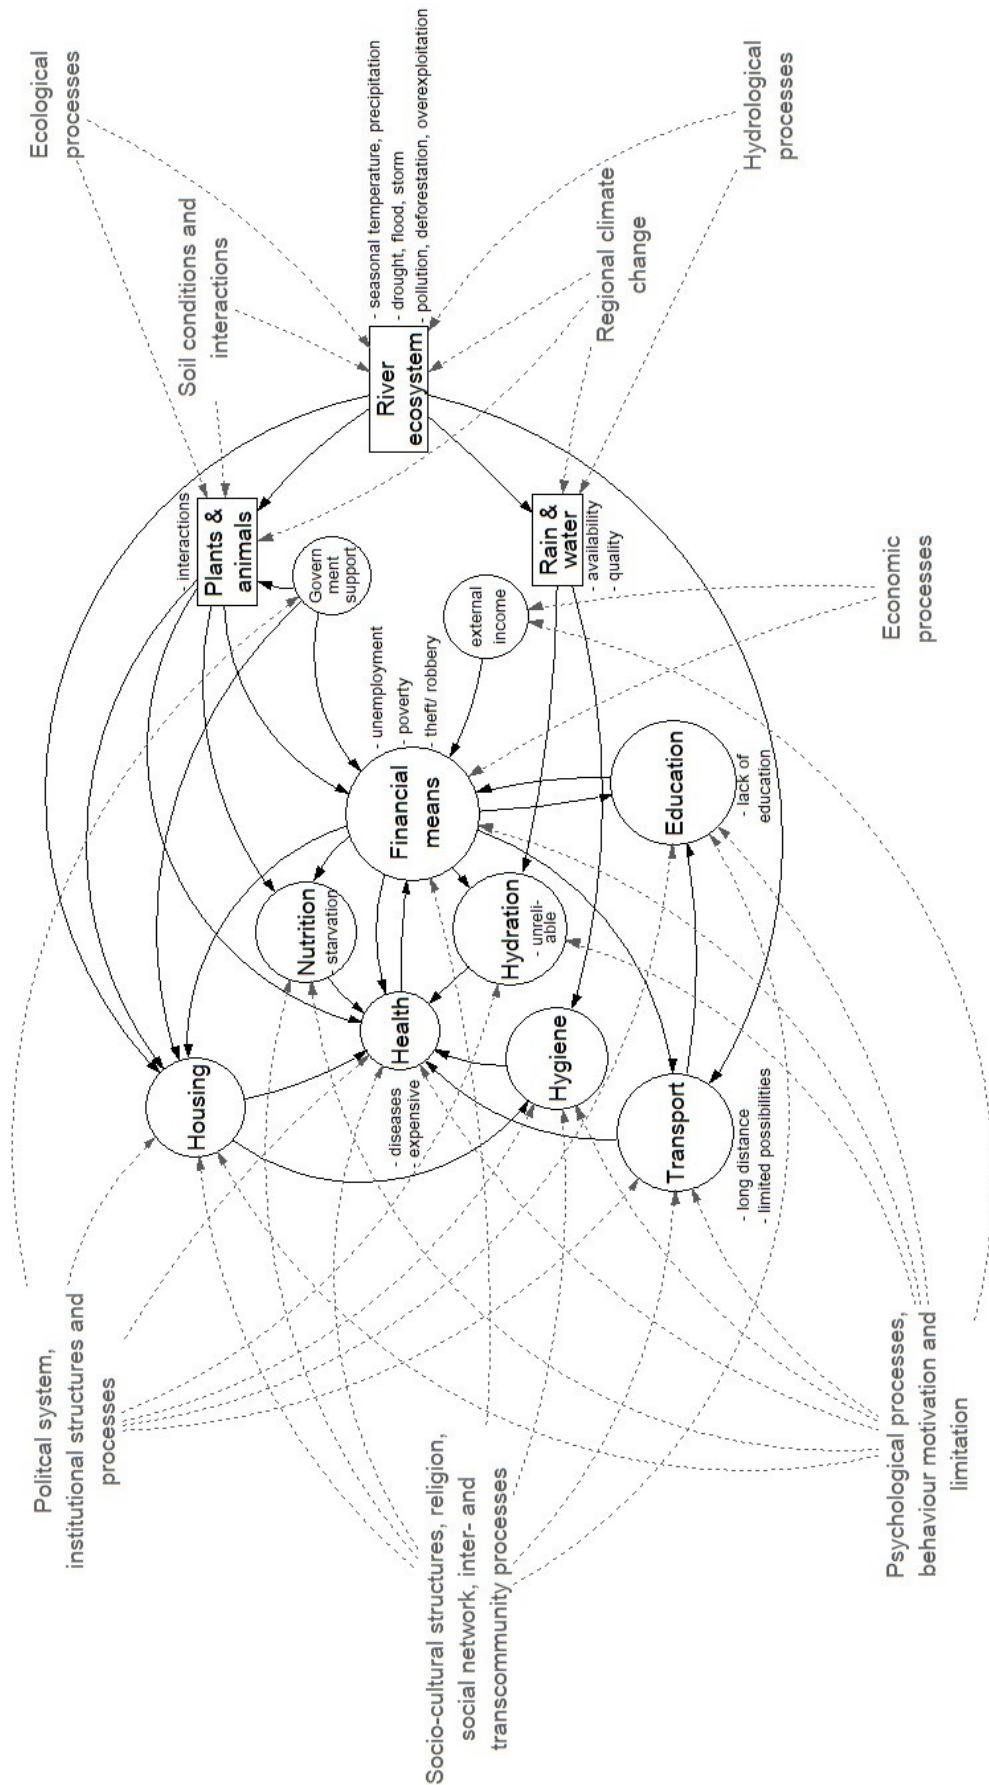 Politcal system,
institutional structures and
processes
Socio-cultural structures, religion,
social network, inter- and
transcommunity processes
Psychological processes,
behaviour motivation and
limitation
Housing
Health
- diseases
- expensive
Hygiene
Transport
- long distance
- limited possibilities
Nutrition
- starvation
Hydration
- unreli-
able
Financial
means
- unemployment
- poverty
- theft/ robbery
Education
- lack of
education
Govern
ment
support
external
income
Economic
processes
- interactions
Plants &
animals
Rain &
water
- availability
- quality
River
ecosystem
- seasonal temperature, precipitation
- drought, flood, storm
- pollution, deforestation, overexploitation
Soil conditions and
interactions
Regional climate
change
Ecological
processes
Hydrological
processes